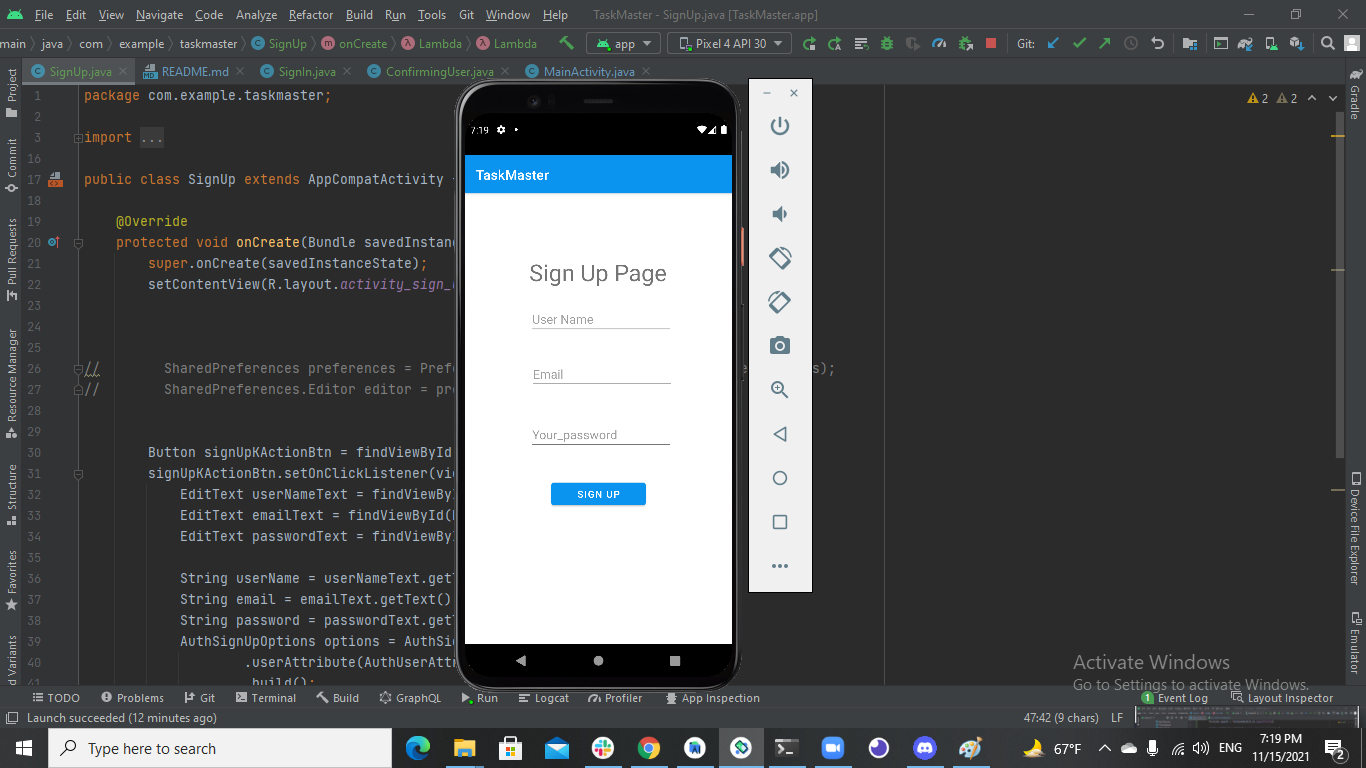 File Edit View Navigate Code Analyze Refactor Build Run Tools Git Window Help TaskMaster - SignUp.java [TaskMaster.app]
main java com example taskmaster SignUp onCreate Lambda Lambda app Pixel 4 API 30 Git:
SignUp.java README.md SignIn.java ConfirmingUser.java MainActivity.java
Project
Commit
Pull Requests
Resource Manager
Structure
Favorites
d Variants
1 package com.example.taskmaster;
2
3 import ...
16
17 public class SignUp extends AppCompatActivity
18
19 @Override
20 protected void onCreate(Bundle savedInstanc
21 super.onCreate(savedInstanceState);
22 setContentView(R.layout.activity_sign_
23
24
25
26 // SharedPreferences preferences = Prefe s);
27 // SharedPreferences.Editor editor = pre
28
29
30 Button signUpKActionBtn = findViewById
31 signUpKActionBtn.setOnClickListener(vie
32 EditText userNameText = findViewBy
33 EditText emailText = findViewById(
34 EditText passwordText = findViewBy
35
36 String userName = userNameText.get
37 String email = emailText.getText()
38 String password = passwordText.get
39 AuthSignUpOptions options = AuthSi
40 .userAttribute(AuthUserAttr
41 .build();
2 2
7:19
TaskMaster
Sign Up Page
User Name
Email
Your_password
SIGN UP
Gradle
Device File Explorer
Emulator
Activate Windows
Go to Settings to activate Windows.
TODO Problems Git Terminal Build GraphQL Run Logcat Profiler App Inspection 1 Event Log Layout Inspector
Launch succeeded (12 minutes ago) 47:42 (9 chars) LF
Type here to search 67°F ENG 7:19 PM
11/15/2021 2